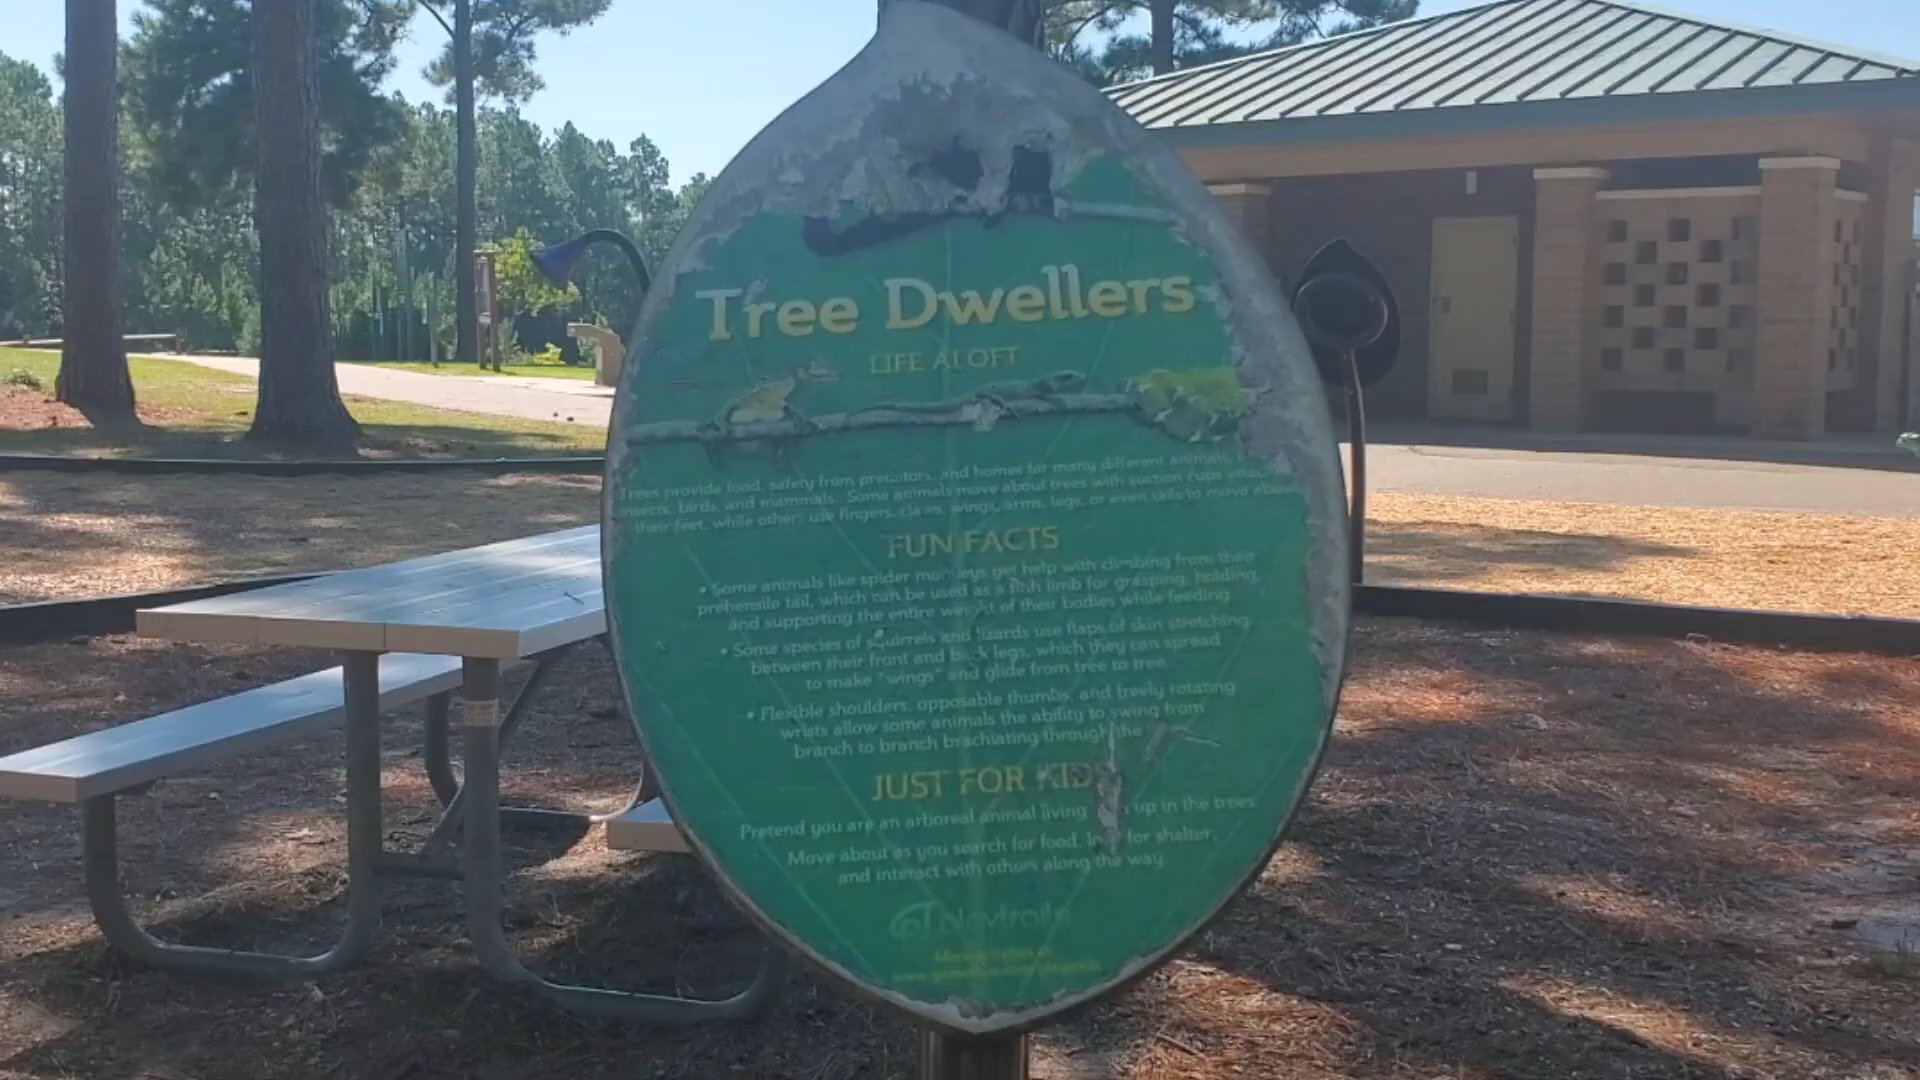 Tree Dwellers
LIFE ALOFT
Trees provide food, safety from predators, and homes for many different animals,
insects, birds, and mammals. Some animals move about trees with suction cups
their feet, while others use fingers, claws, wings, arms, legs, or even tails to move about
FUN FACTS
• Some animals like spider monkeys get help with climbing from their
prehensile tail, which can be used as a fifth limb for grasping, holding,
and supporting the entire weight of their bodies while feeding.
• Some species of squirrels and lizards use flaps of skin stretching
between their front and back legs, which they can spread
to make "wings" and glide from tree to tree.
• Flexible shoulders, opposable thumbs, and freely rotating
wrists allow some animals the ability to swing from
branch to branch brachiating through the
JUST FOR KIDS
Pretend you are an arboreal animal living up in the trees.
Move about as you search for food, look for shelter,
and interact with others along the way.
playtrails